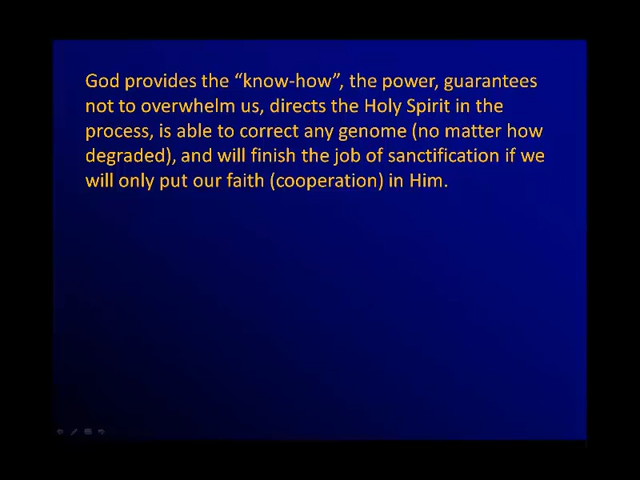 God provides the “know-how”, the power, guarantees
not to overwhelm us, directs the Holy Spirit in the
process, is able to correct any genome (no matter how
degraded), and will finish the job of sanctification if we
will only put our faith (cooperation) in Him.